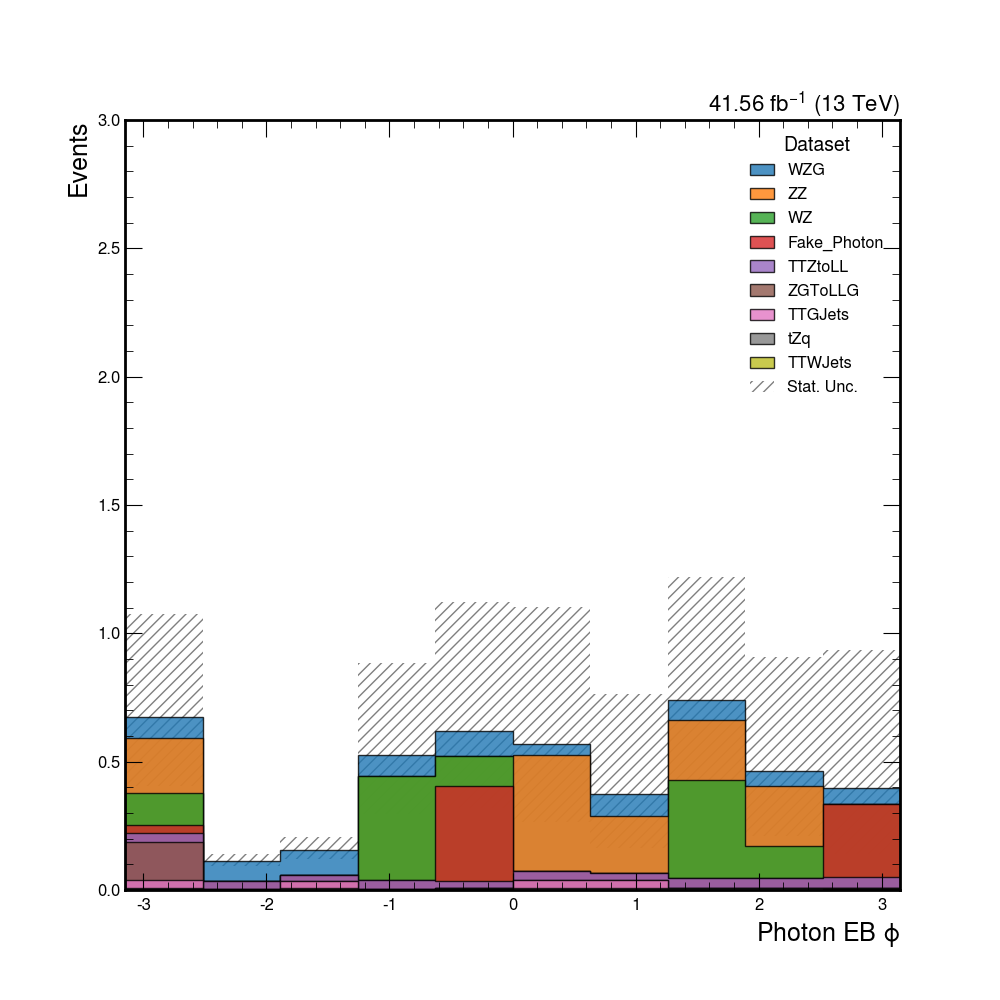 41.56 fb⁻¹ (13 TeV)
Events
3.0
2.5
2.0
1.5
1.0
0.5
0.0
Dataset
WZG
ZZ
WZ
Fake_Photon
TTZtoLL
ZGToLLG
TTGJets
tZq
TTWJets
Stat. Unc.
-3 -2 -1 0 1 2 3
Photon EB ϕ